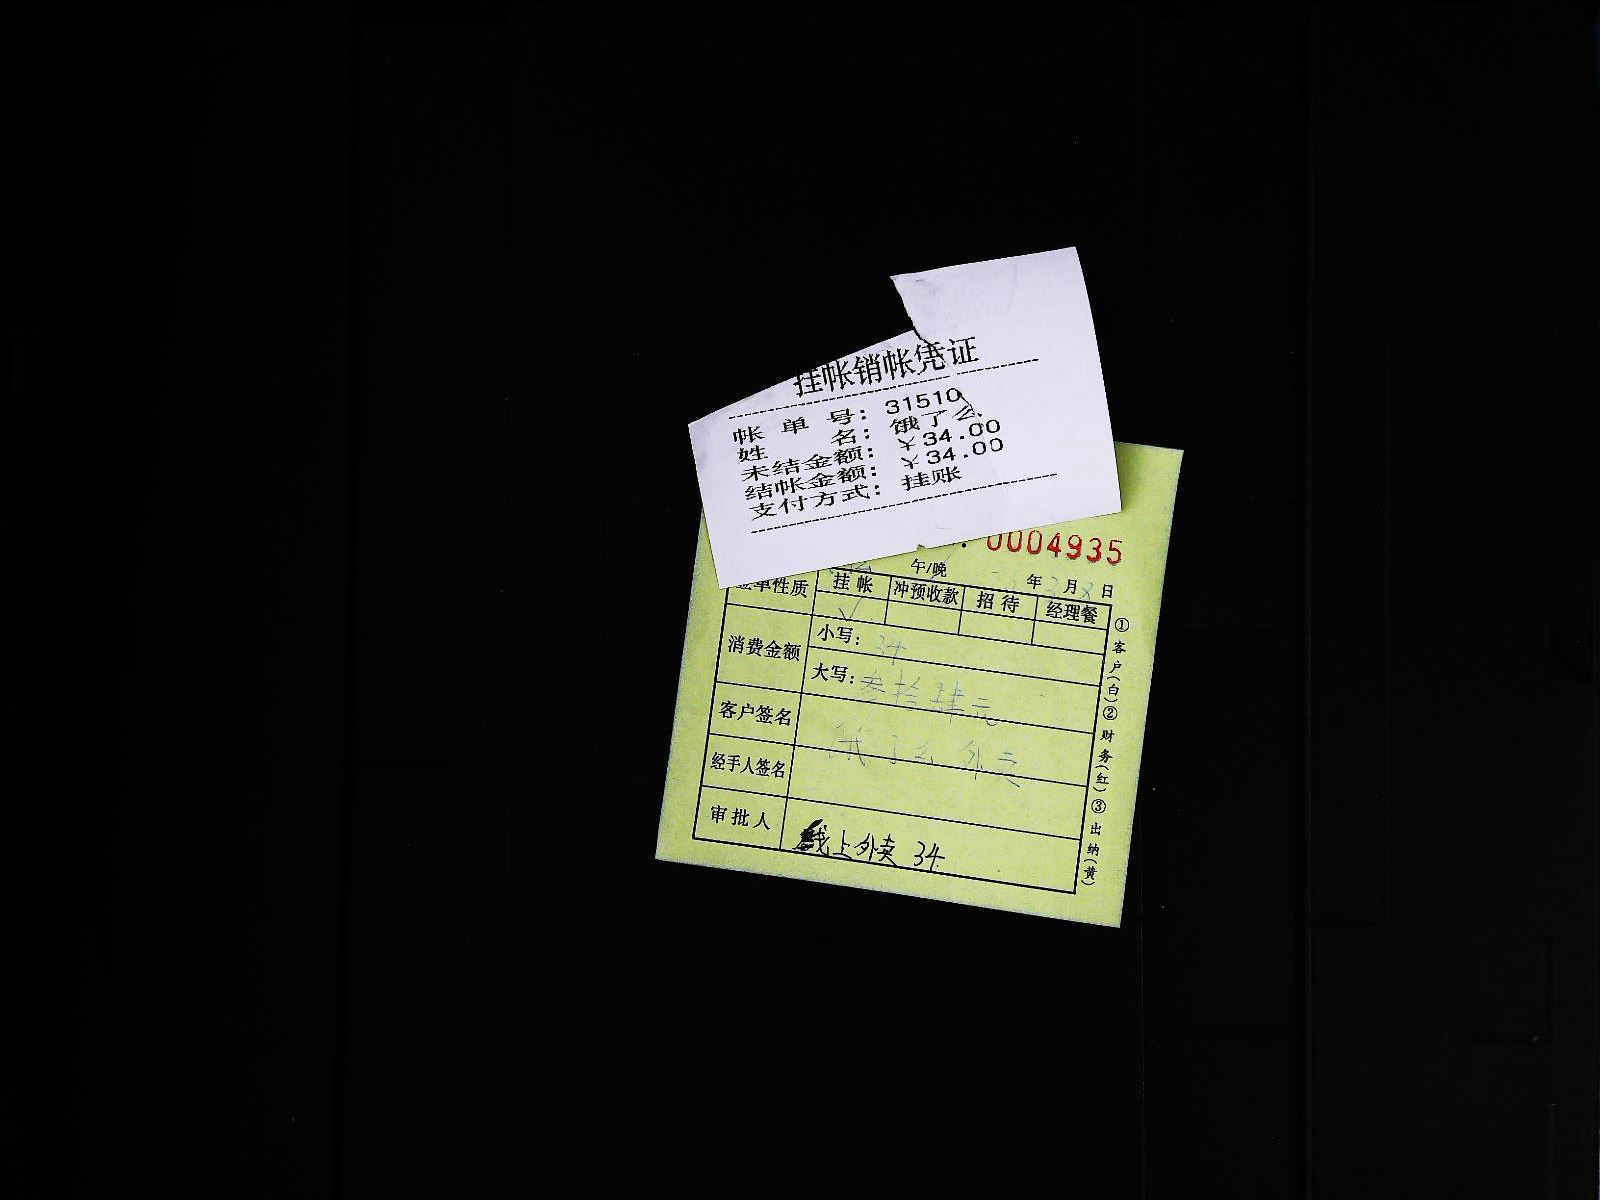 挂帐销帐凭证
帐单号：31510
姓名：饿了么
未结金额：￥34.00
结帐金额：￥34.00
支付方式：挂账
0004935
午/晚 年 月 8 日
签单性质 挂帐 冲预收款 招待 经理餐
√
消费金额 小写：34
大写：叁拾肆元
客户签名 饿了么外卖
经手人签名
审批人 线上外卖 34
①客户(白)②财务(红)③出纳(黄)